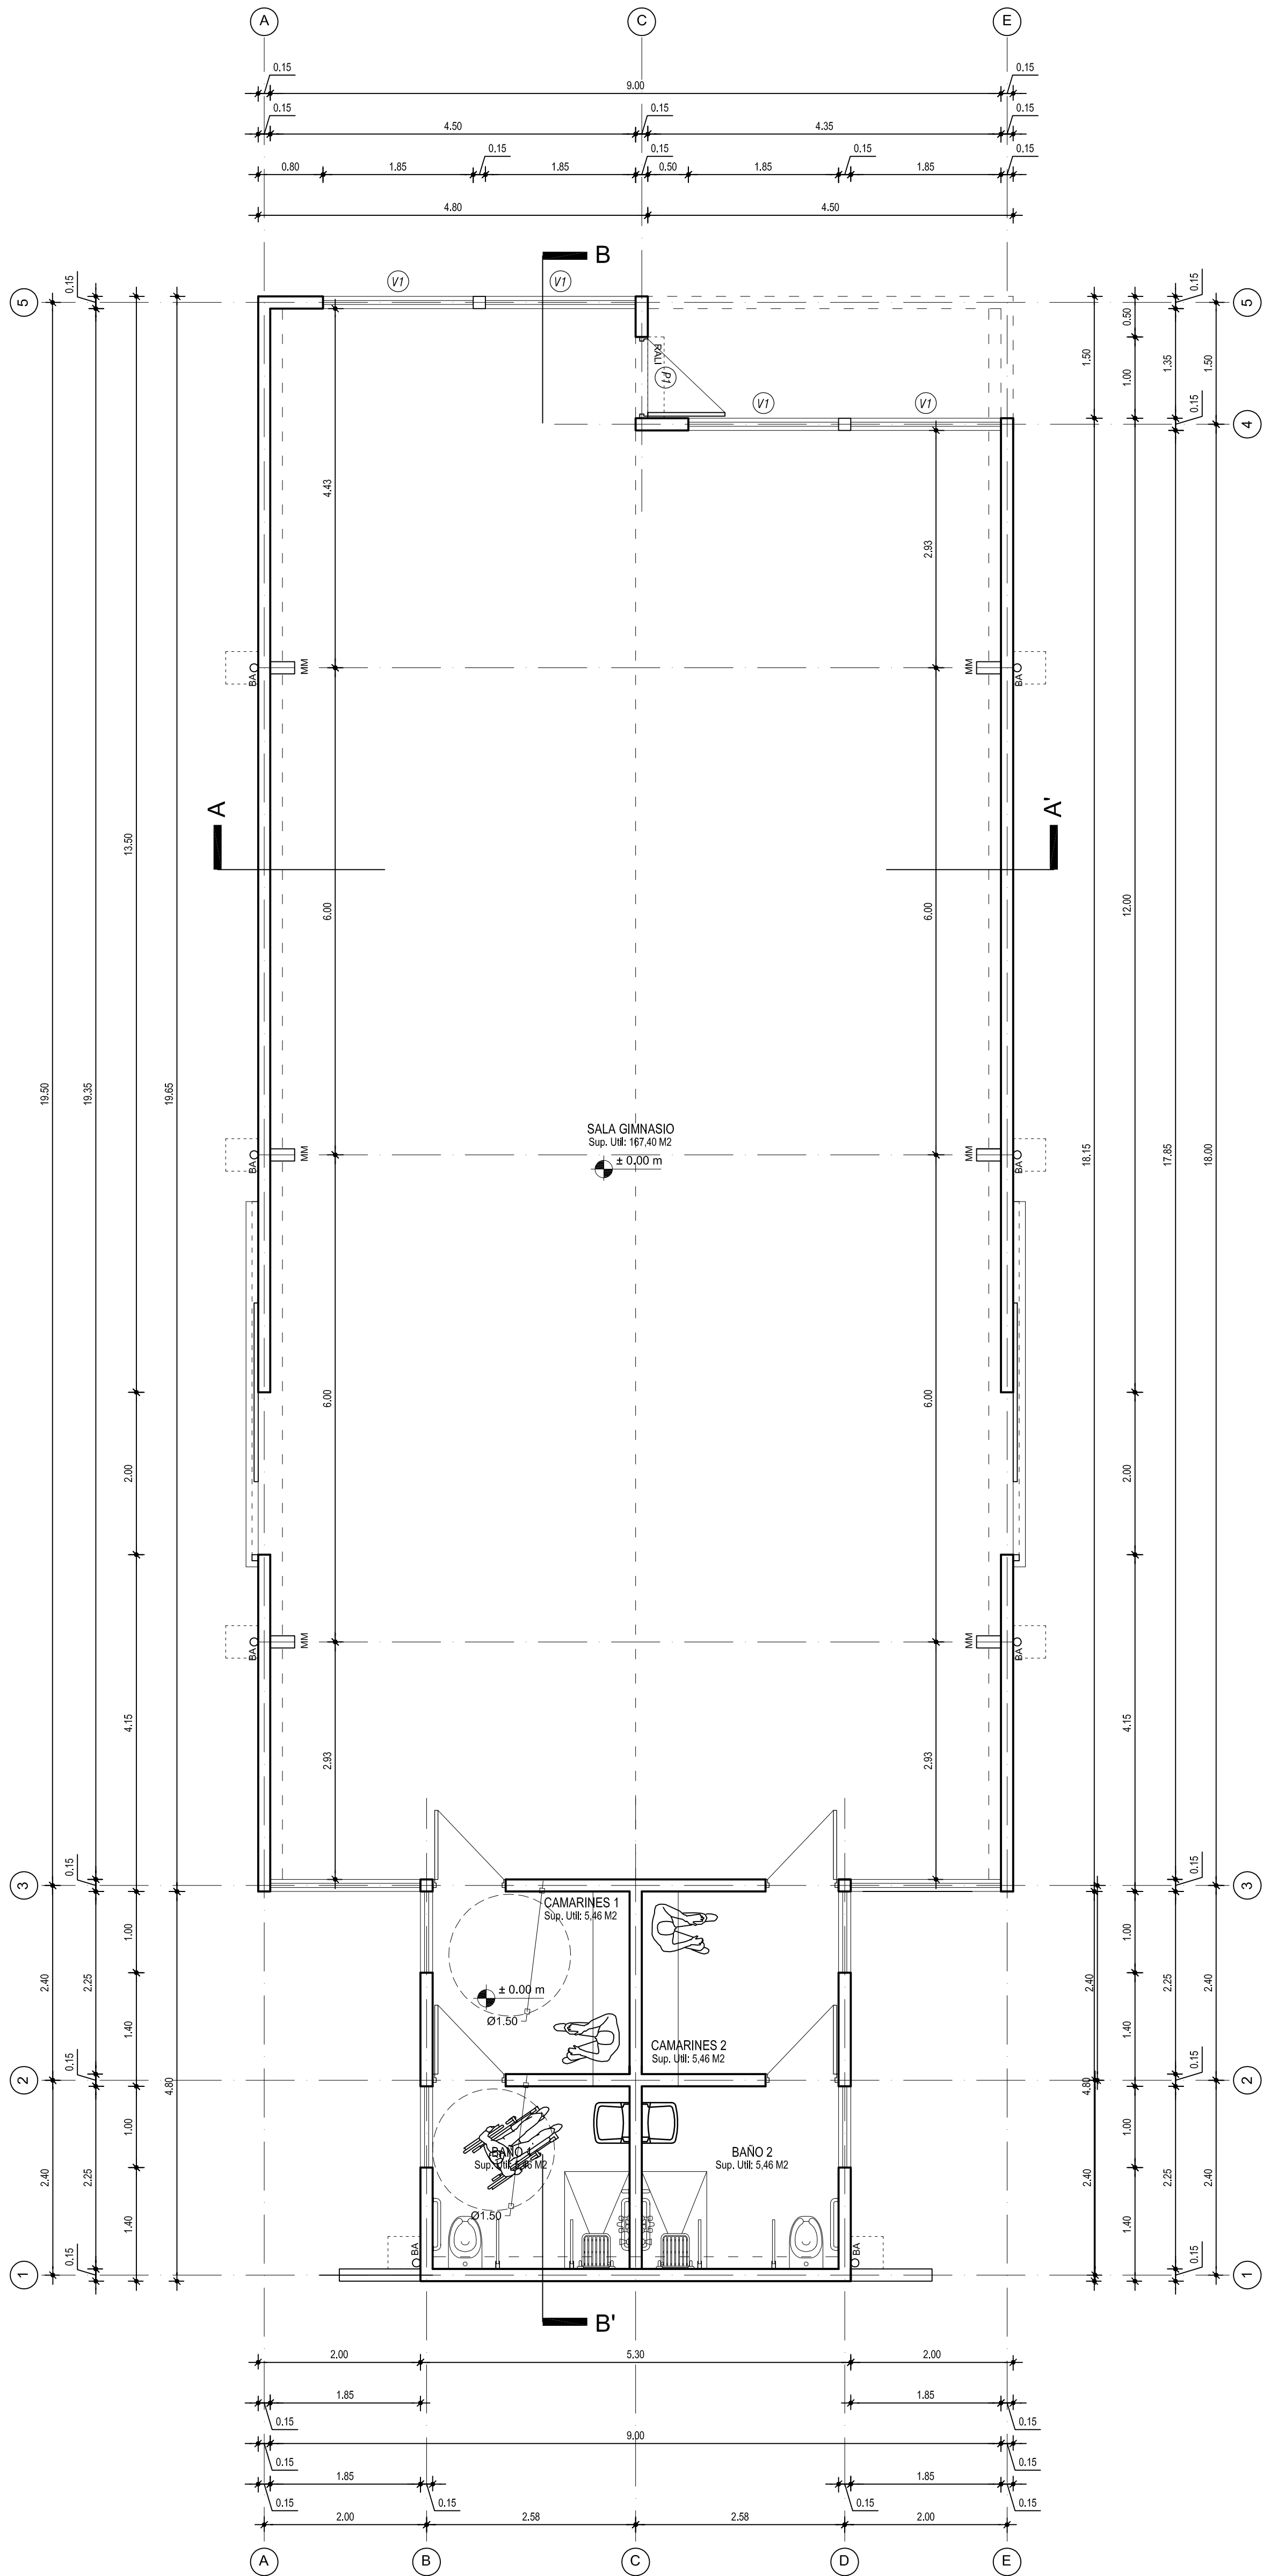 A
C
E
0.15
0.15
9.00
0.15
0.15
0.15
4.50
4.35
0.15
0.15
0.15
0.15
0.80
1.85
1.85
0.50
1.85
1.85
4.80
4.50
B
V1
V1
5
0.15
5
0.15
0.50
1.50
1.35
1.50
1.00
RALI
P1
V1
V1
4
0.15
4.43
2.93
MM
MM
BA
BA
A
A'
13.50
12.00
6.00
6.00
19.50
19.35
19.65
SALA GIMNASIO
Sup. Util: 167,40 M2
± 0.00 m
18.15
17.85
18.00
MM
MM
BA
BA
6.00
6.00
2.00
2.00
MM
MM
BA
BA
4.15
4.15
2.93
2.93
3
0.15
0.15
3
CAMARINES 1
Sup. Util: 5,46 M2
1.00
1.00
2.40
2.25
2.40
2.25
2.40
± 0.00 m
Ø1.50
1.40
1.40
CAMARINES 2
Sup. Util: 5,46 M2
2
0.15
4.80
4.80
0.15
2
1.00
1.00
BAÑO 1
Sup. Util: 5,46 M2
BAÑO 2
Sup. Util: 5,46 M2
2.40
2.25
2.40
2.25
2.40
1.40
1.40
Ø1.50
BA
BA
1
0.15
0.15
1
B'
2.00
5.30
2.00
1.85
1.85
0.15
0.15
9.00
0.15
0.15
1.85
1.85
0.15
0.15
0.15
0.15
2.00
2.58
2.58
2.00
A
B
C
D
E